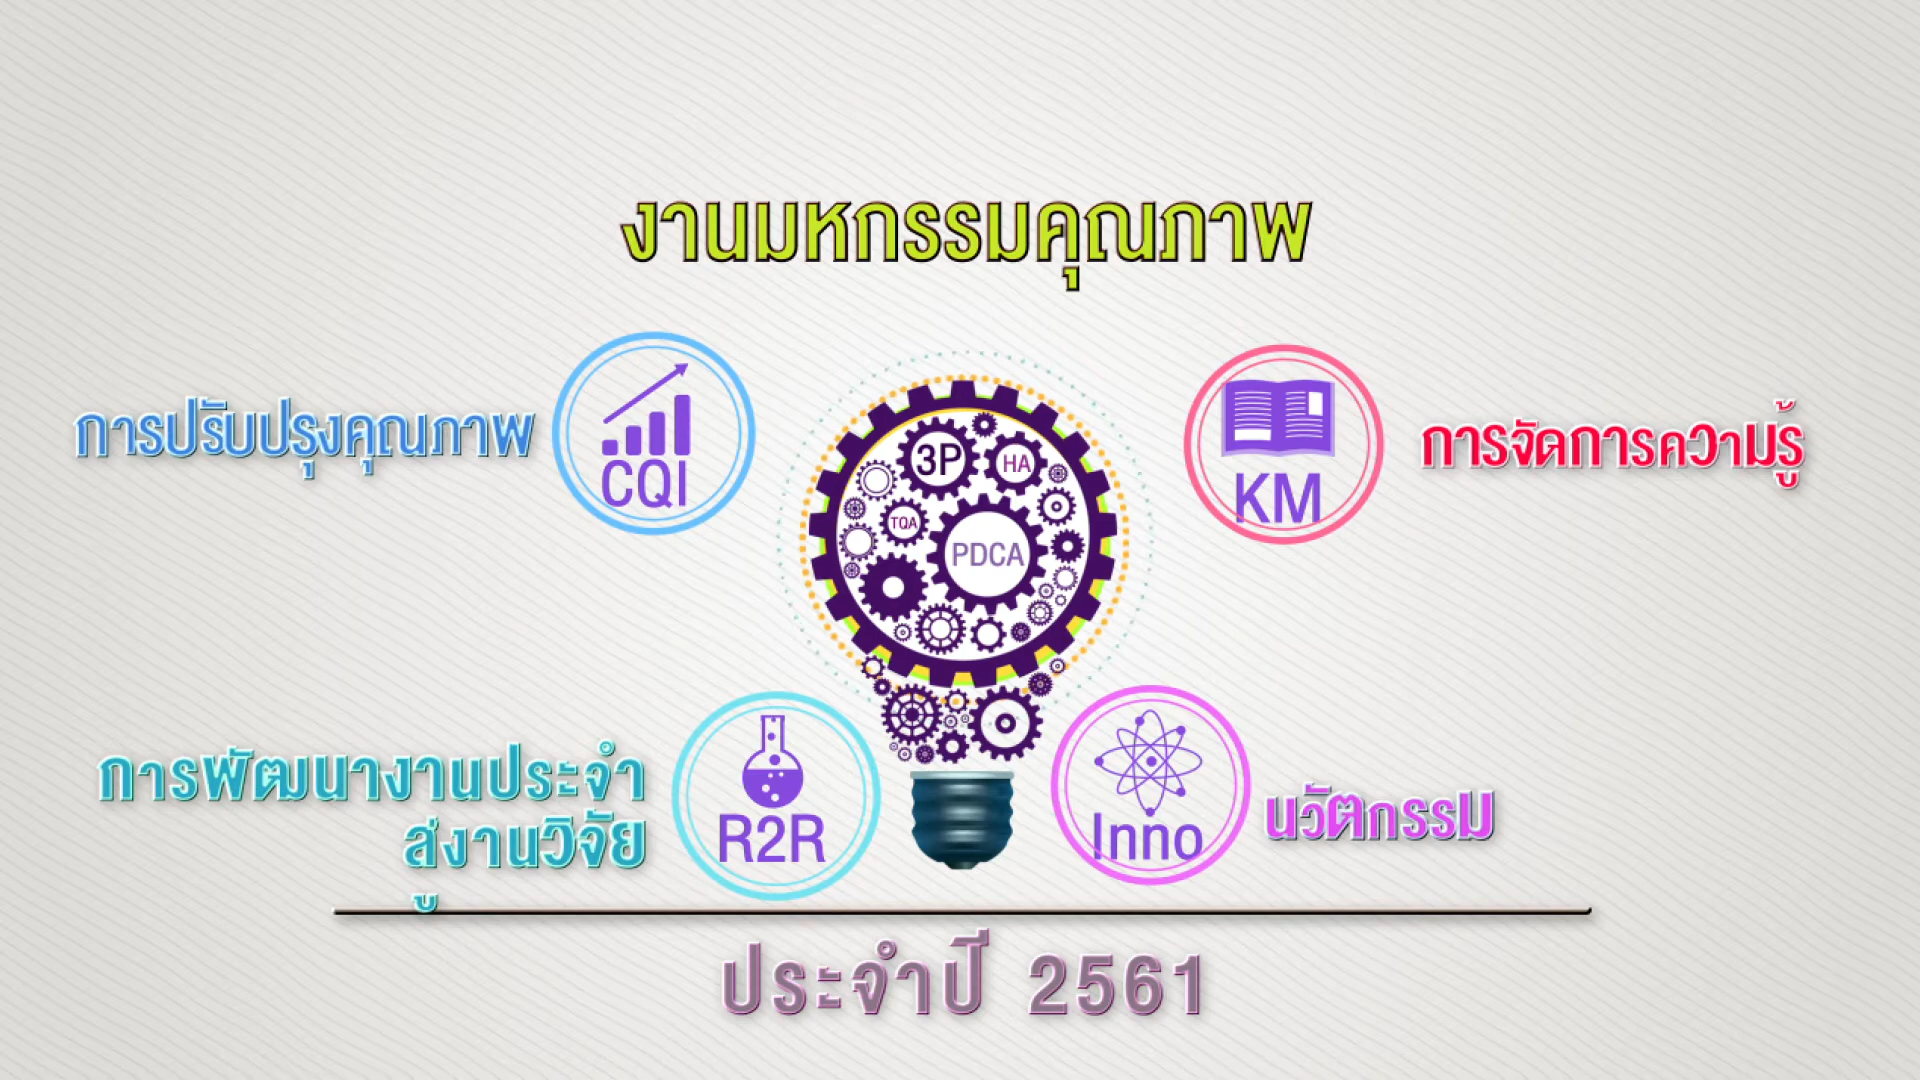 งานมหกรรมคุณภาพ
การปรับปรุงคุณภาพ
CQI
3P
HA
TQA
PDCA
KM
การจัดการความรู้
การพัฒนางานประจำ
สู่งานวิจัย
R2R
Inno
นวัตกรรม
ประจำปี 2561